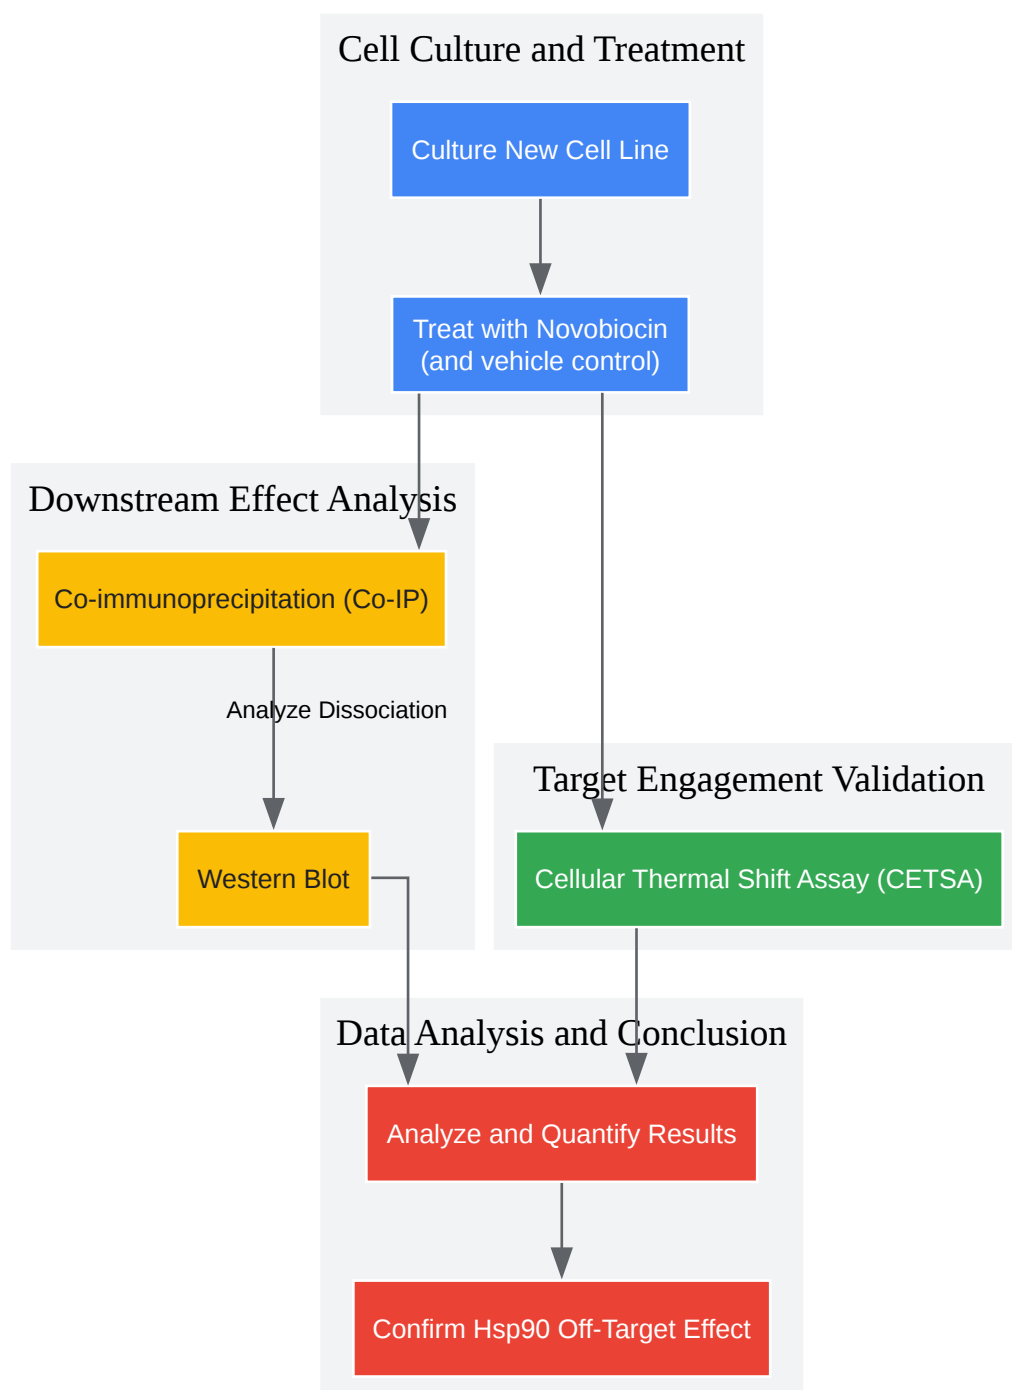 Cell Culture and Treatment
Culture New Cell Line
Treat with Novobiocin
(and vehicle control)
Downstream Effect Analysis
Co-immunoprecipitation (Co-IP)
Analyze Dissociation
Western Blot
Target Engagement Validation
Cellular Thermal Shift Assay (CETSA)
Data Analysis and Conclusion
Analyze and Quantify Results
Confirm Hsp90 Off-Target Effect